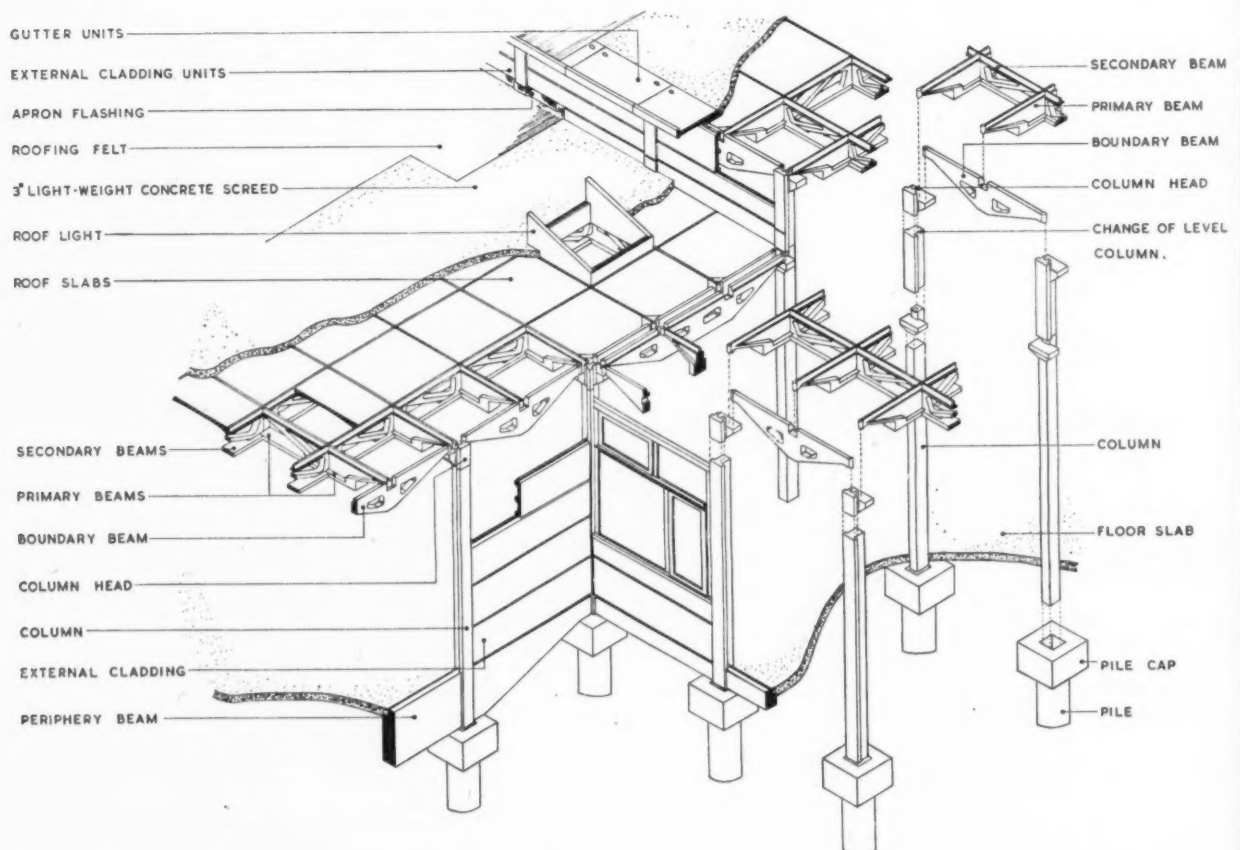 GUTTER UNITS
EXTERNAL CLADDING UNITS
APRON FLASHING
ROOFING FELT
3" LIGHT-WEIGHT CONCRETE SCREED
ROOF LIGHT
ROOF SLABS
SECONDARY BEAMS
PRIMARY BEAMS
BOUNDARY BEAM
COLUMN HEAD
COLUMN
EXTERNAL CLADDING
PERIPHERY BEAM
SECONDARY BEAM
PRIMARY BEAM
BOUNDARY BEAM
COLUMN HEAD
CHANGE OF LEVEL
COLUMN.
COLUMN
FLOOR SLAB
PILE CAP
PILE